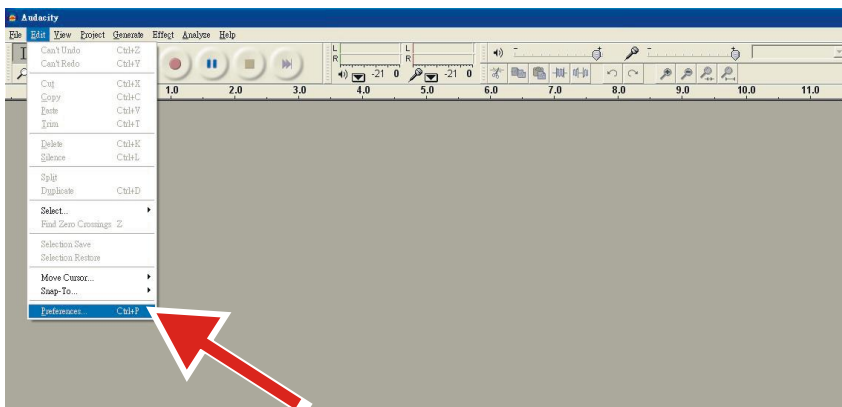 Audacity
File Edit View Project Generate Effect Analyze Help
Can't Undo Ctrl+Z
Can't Redo Ctrl+Y
Cut Ctrl+X
Copy Ctrl+C
Paste Ctrl+V
Trim Ctrl+T
Delete Ctrl+K
Silence Ctrl+L
Split
Duplicate Ctrl+D
Select...
Find Zero Crossings Z
Selection Save
Selection Restore
Move Cursor...
Snap-To...
Preferences... Ctrl+P
L
R
L
R
-21 0
-21 0
1.0 2.0 3.0 4.0 5.0 6.0 7.0 8.0 9.0 10.0 11.0